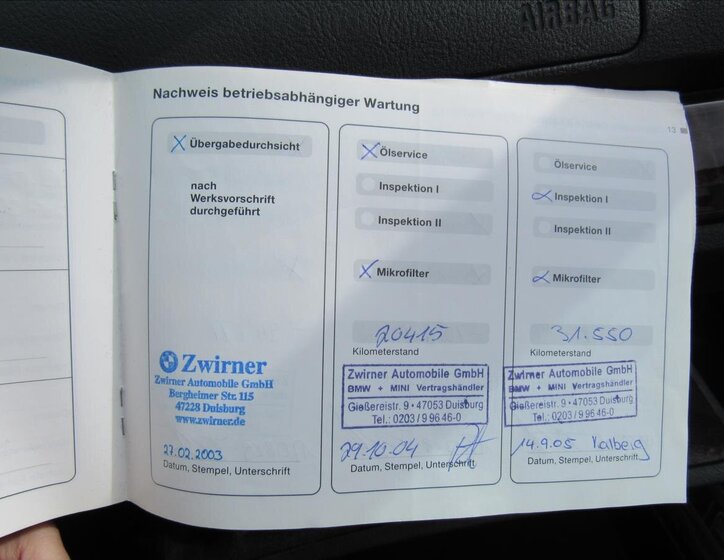 AIRBAG
Nachweis betriebsabhängiger Wartung
13
Übergabedurchsicht
nach
Werksvorschrift
durchgeführt
Zwirner
Zwirner Automobile GmbH
Bergheimer Str. 115
47228 Duisburg
www.zwirner.de
27.02.2003
Datum, Stempel, Unterschrift
Ölservice
Inspektion I
Inspektion II
Mikrofilter
20415
Kilometerstand
Zwirner Automobile GmbH
BMW + MINI Vertragshändler
Gießereistr. 9 • 47053 Duisburg
Tel.: 0203/9 96 46-0
29.10.04
Datum, Stempel, Unterschrift
Ölservice
Inspektion I
Inspektion II
Mikrofilter
31.550
Kilometerstand
Zwirner Automobile GmbH
BMW + MINI Vertragshändler
Gießereistr. 9 • 47053 Duisburg
Tel.: 0203/9 96 46-0
14.9.05
Datum, Stempel, Unterschrift